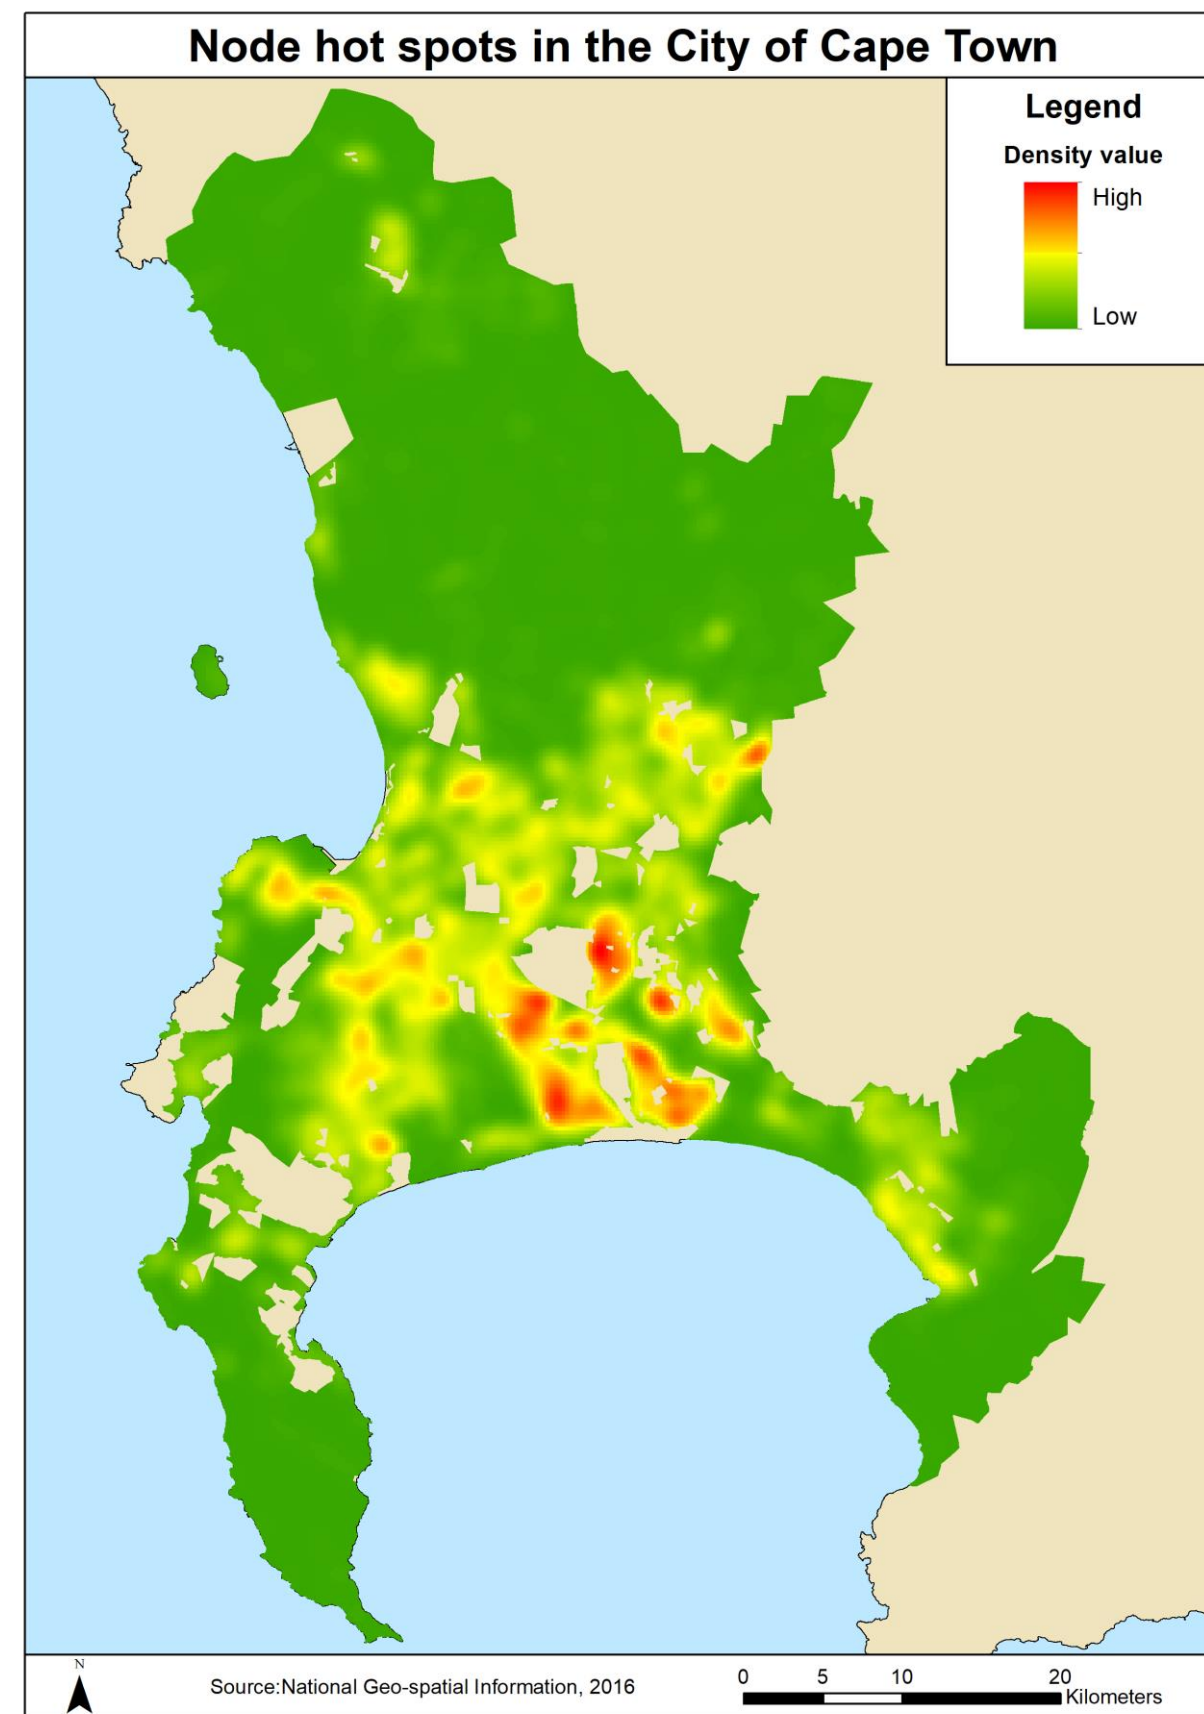 Node hot spots in the City of Cape Town
Legend
Density value
High
Low
N
Source:National Geo-spatial Information, 2016
0 5 10 20
Kilometers